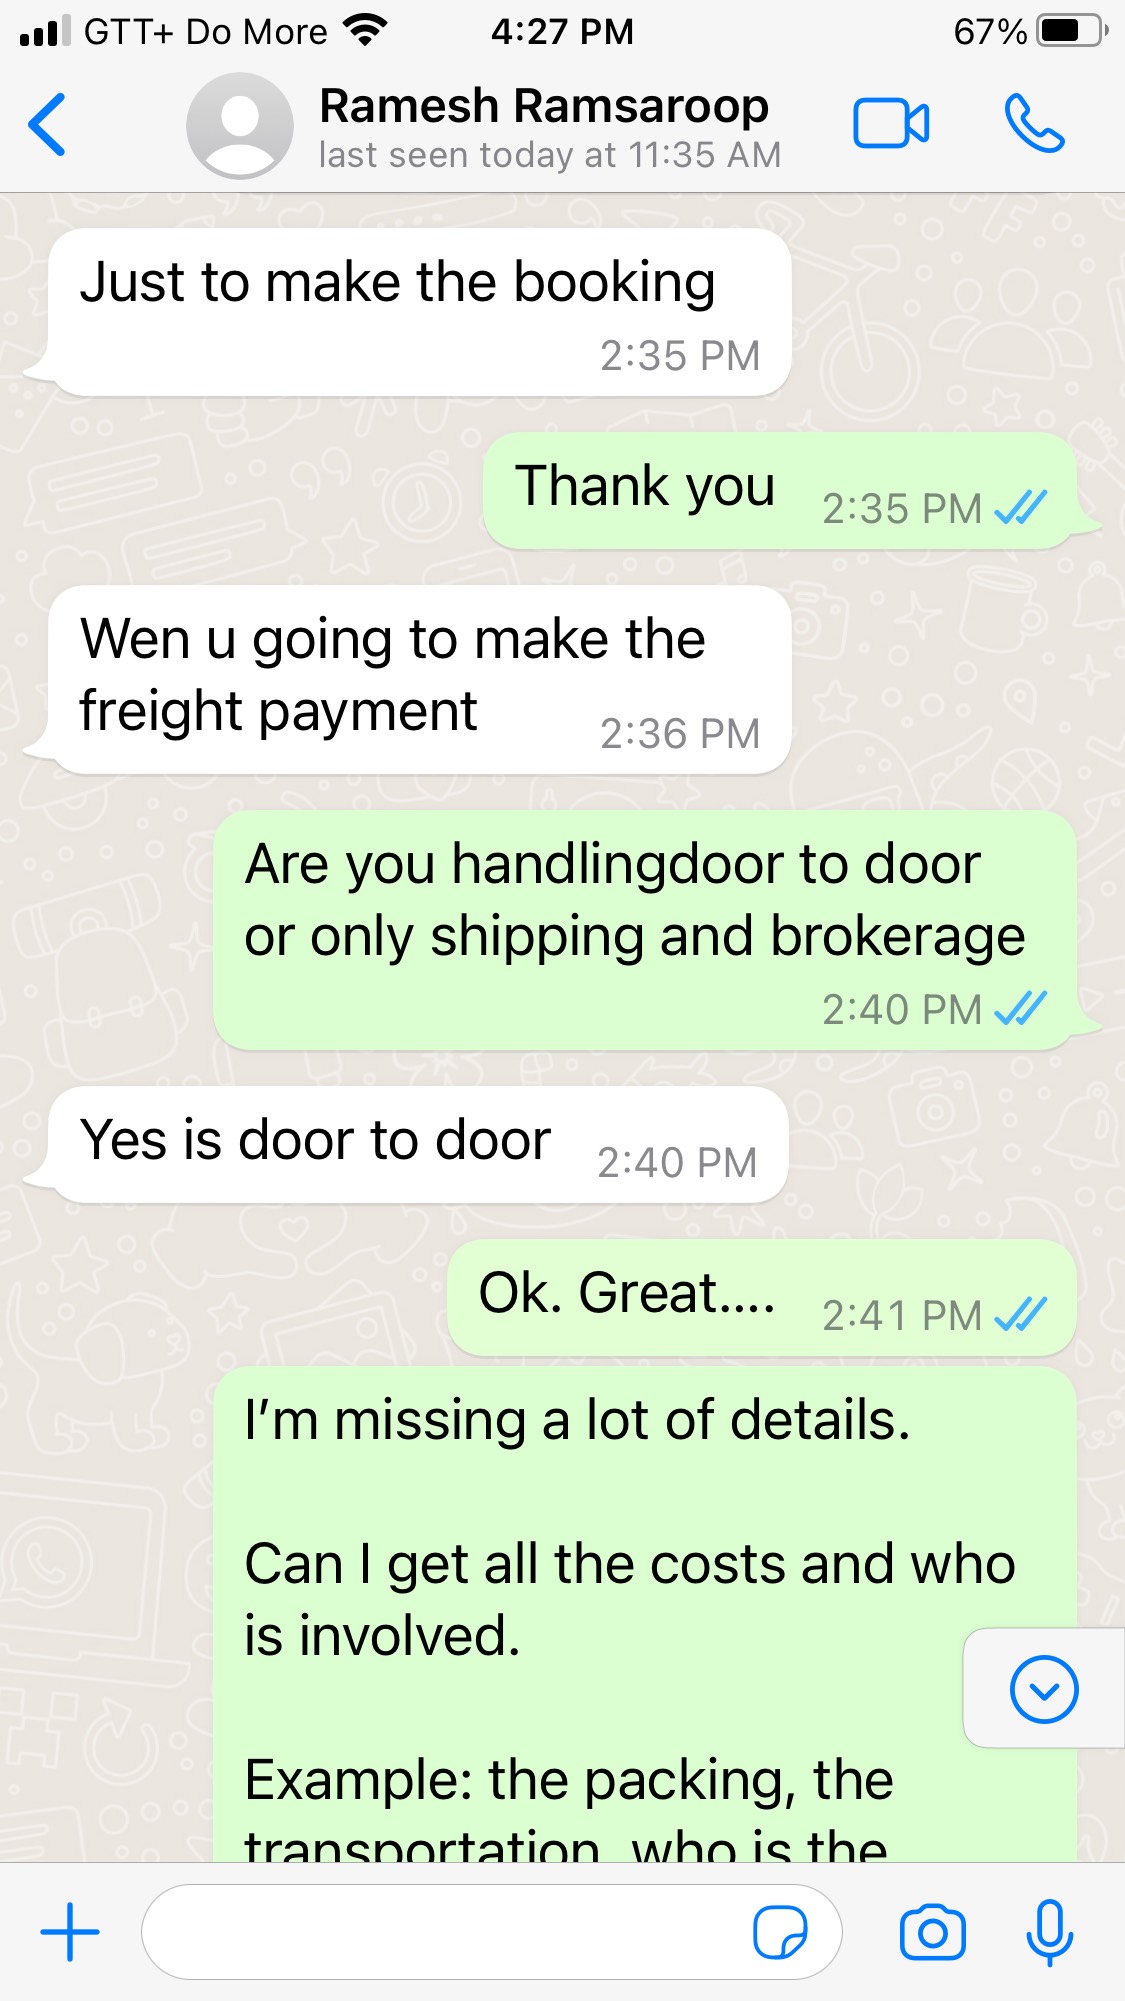 GTT+ Do More 4:27 PM 67%
Ramesh Ramsaroop
last seen today at 11:35 AM
Just to make the booking
2:35 PM
Thank you 2:35 PM
Wen u going to make the
freight payment 2:36 PM
Are you handlingdoor to door
or only shipping and brokerage
2:40 PM
Yes is door to door 2:40 PM
Ok. Great.... 2:41 PM
I'm missing a lot of details.
Can I get all the costs and who
is involved.
Example: the packing, the
transportation, who is the